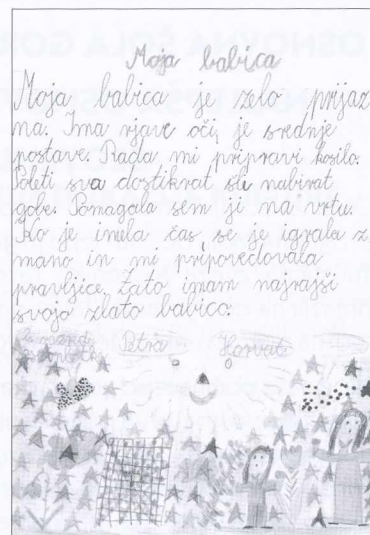 Moja babica
Moja babica je zelo prijaz
na. Ima rjave oči, je srednje
postave. Rada mi pripravi kosilo.
Poleti sva dostikrat šle nabirat
gobe. Pomagala sem ji na vrtu.
Ko je imela čas, se je igrala z
mano in mi pripovedovala
pravljice. Zato imam najrajši
svojo zlato babico.
Petra Horvat